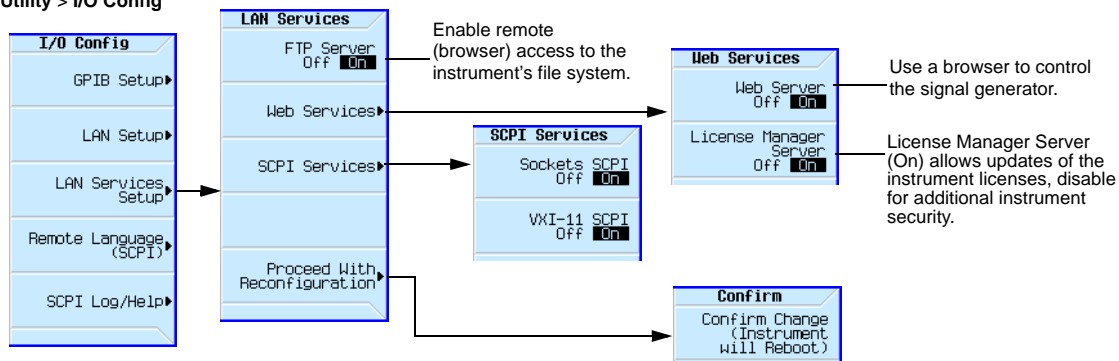 Utility > I/O Config
I/O Config
GPIB Setup
LAN Setup
LAN Services
Setup
Remote Language
(SCPI)
SCPI Log/Help
LAN Services
FTP Server
Off On
Web Services
SCPI Services
Proceed With
Reconfiguration
Enable remote
(browser) access to the
instrument's file system.
SCPI Services
Sockets SCPI
Off On
VXI-11 SCPI
Off On
Web Services
Web Server
Off On
License Manager
Server
Off On
Use a browser to control
the signal generator.
License Manager Server
(On) allows updates of the
instrument licenses, disable
for additional instrument
security.
Confirm
Confirm Change
(Instrument
will Reboot)